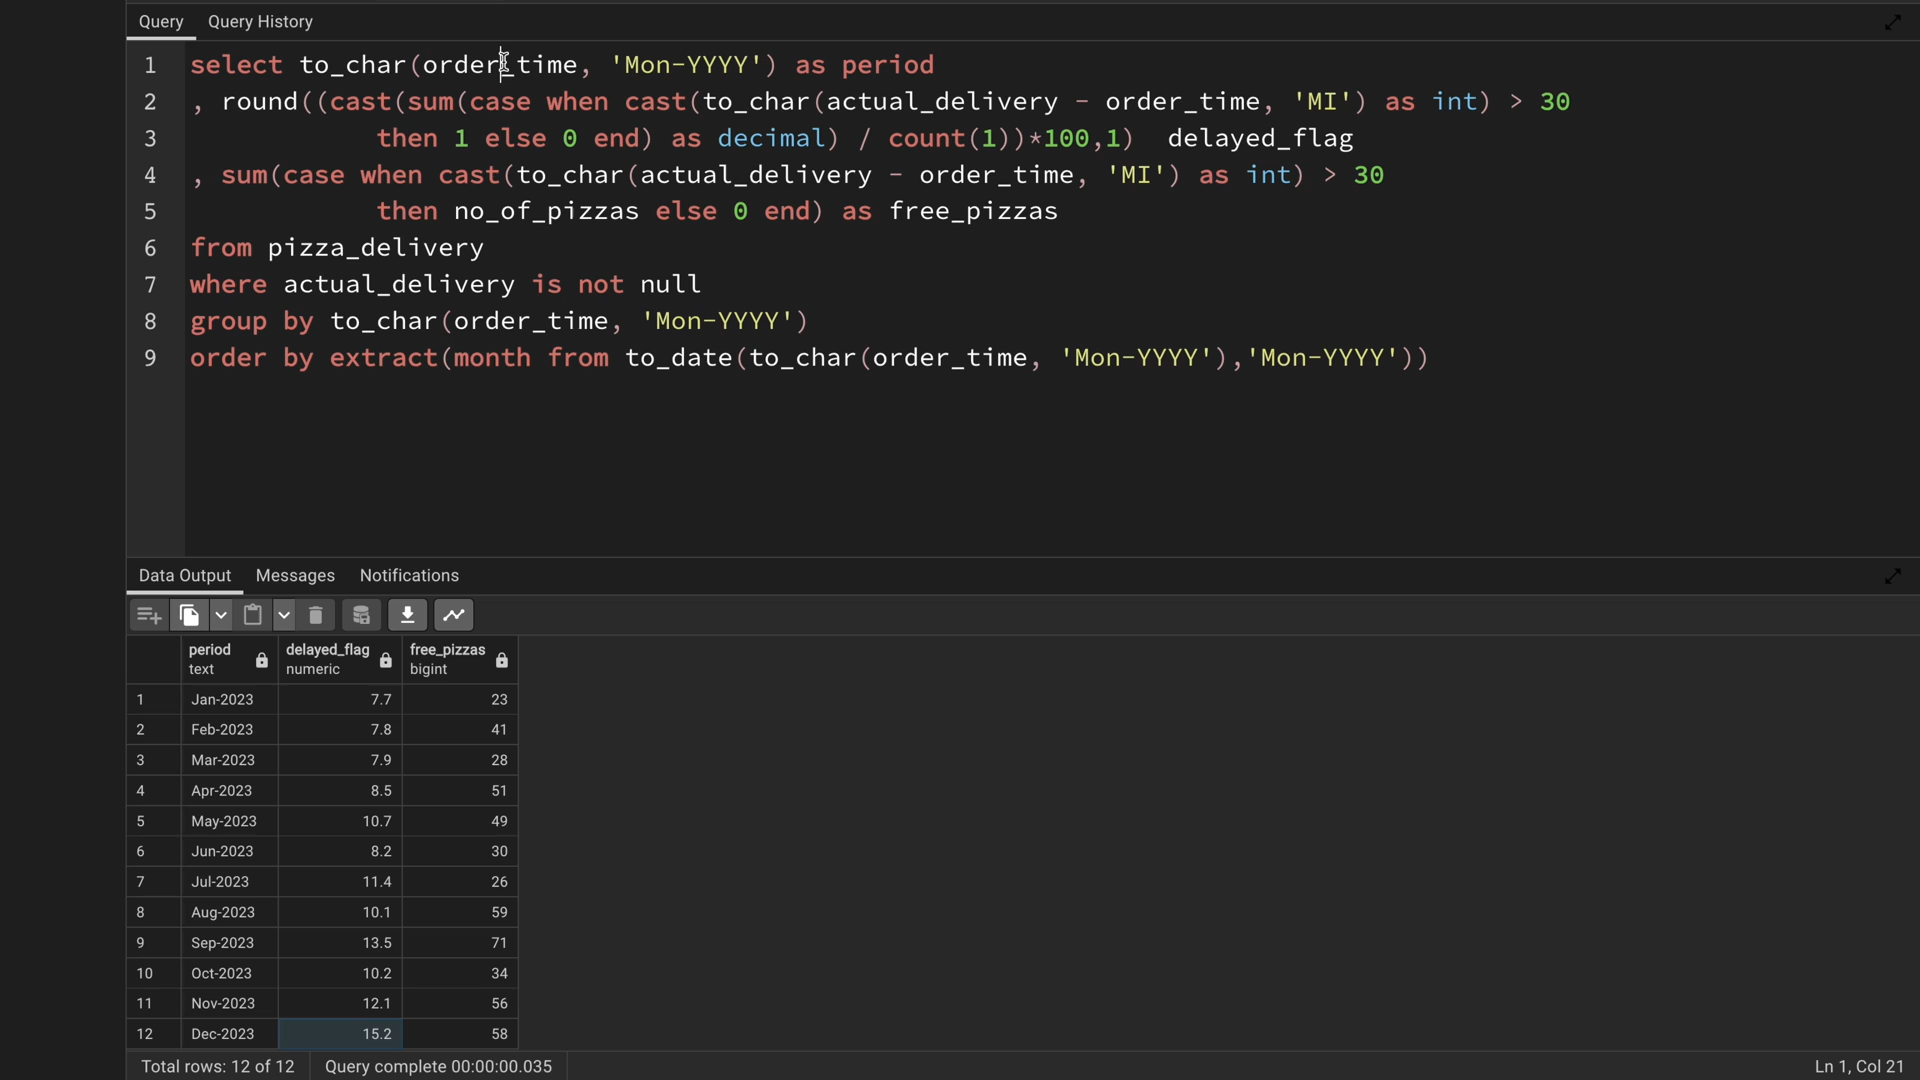 Query Query History
1 select to_char(order_time, 'Mon-YYYY') as period
2 , round((cast(sum(case when cast(to_char(actual_delivery - order_time, 'MI') as int) > 30
3 then 1 else 0 end) as decimal) / count(1))*100,1) delayed_flag
4 , sum(case when cast(to_char(actual_delivery - order_time, 'MI') as int) > 30
5 then no_of_pizzas else 0 end) as free_pizzas
6 from pizza_delivery
7 where actual_delivery is not null
8 group by to_char(order_time, 'Mon-YYYY')
9 order by extract(month from to_date(to_char(order_time, 'Mon-YYYY'),'Mon-YYYY'))
Data Output Messages Notifications
period delayed_flag free_pizzas
text numeric bigint
1 Jan-2023 7.7 23
2 Feb-2023 7.8 41
3 Mar-2023 7.9 28
4 Apr-2023 8.5 51
5 May-2023 10.7 49
6 Jun-2023 8.2 30
7 Jul-2023 11.4 26
8 Aug-2023 10.1 59
9 Sep-2023 13.5 71
10 Oct-2023 10.2 34
11 Nov-2023 12.1 56
12 Dec-2023 15.2 58
Total rows: 12 of 12 Query complete 00:00:00.035 Ln 1, Col 21